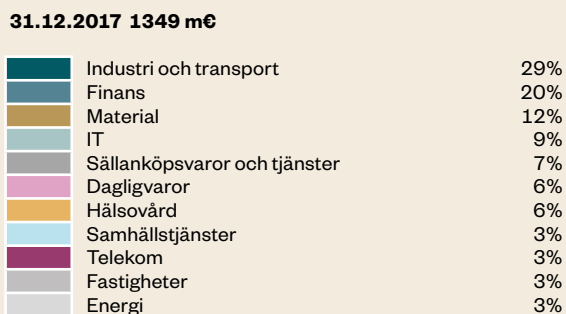 31.12.2017 1349 m€
Industri och transport 29%
Finans 20%
Material 12%
IT 9%
Sällanköpsvaror och tjänster 7%
Dagligvaror 6%
Hälsovård 6%
Samhällstjänster 3%
Telekom 3%
Fastigheter 3%
Energi 3%